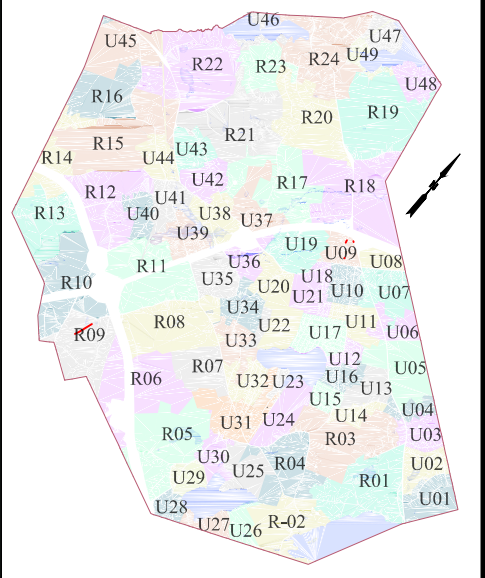 U46
U45 U47
U49
R22 R23 R24
U48
R16
R20 R19
R21
R15 U43
R14 U44
U42 R17 R18
R12 U41
R13 U40 U38 U37
U39 U19 U09
U36 U08
R11 U35 U18
R10 U20 U21 U10 U07
U34
R08 U22 U11
R09 U33 U17 U06
U12
R07 U05
R06 U32 U23 U16 U13
U15
U31 U24 U14 U04
R05 R03 U03
U30 R04 U02
U29 U25 R01
U28 U01
U27 U26 R-02